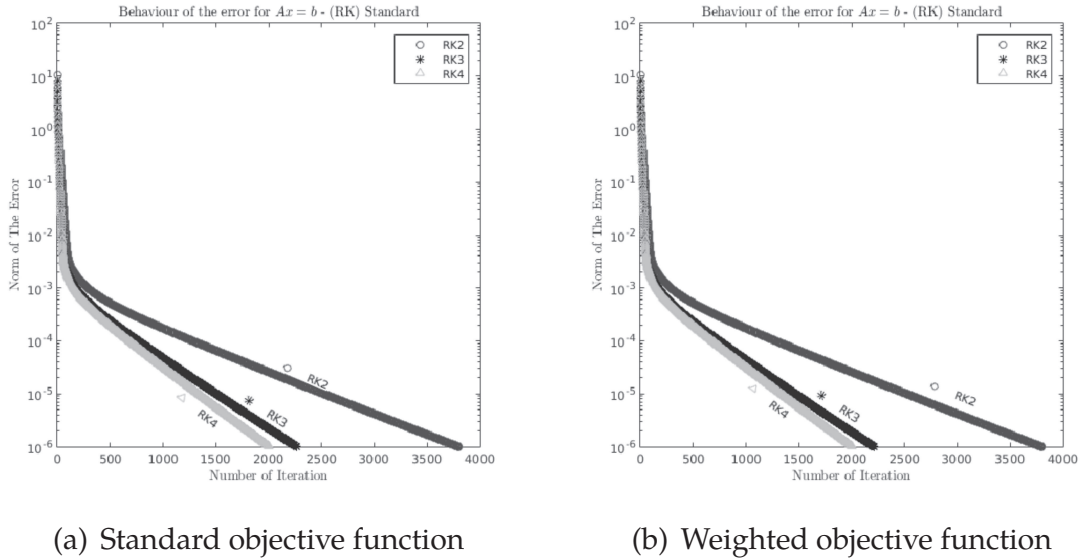 Behaviour of the error for Ax = b - (RK) Standard
10^2
10^1
10^0
10^-1
10^-2
10^-3
10^-4
10^-5
10^-6
Norm of The Error
RK2
RK3
RK4
RK2
RK3
RK4
0 500 1000 1500 2000 2500 3000 3500 4000
Number of Iteration
(a) Standard objective function
Behaviour of the error for Ax = b - (RK) Standard
10^2
10^1
10^0
10^-1
10^-2
10^-3
10^-4
10^-5
10^-6
Norm of The Error
RK2
RK3
RK4
RK2
RK3
RK4
0 500 1000 1500 2000 2500 3000 3500 4000
Number of Iteration
(b) Weighted objective function